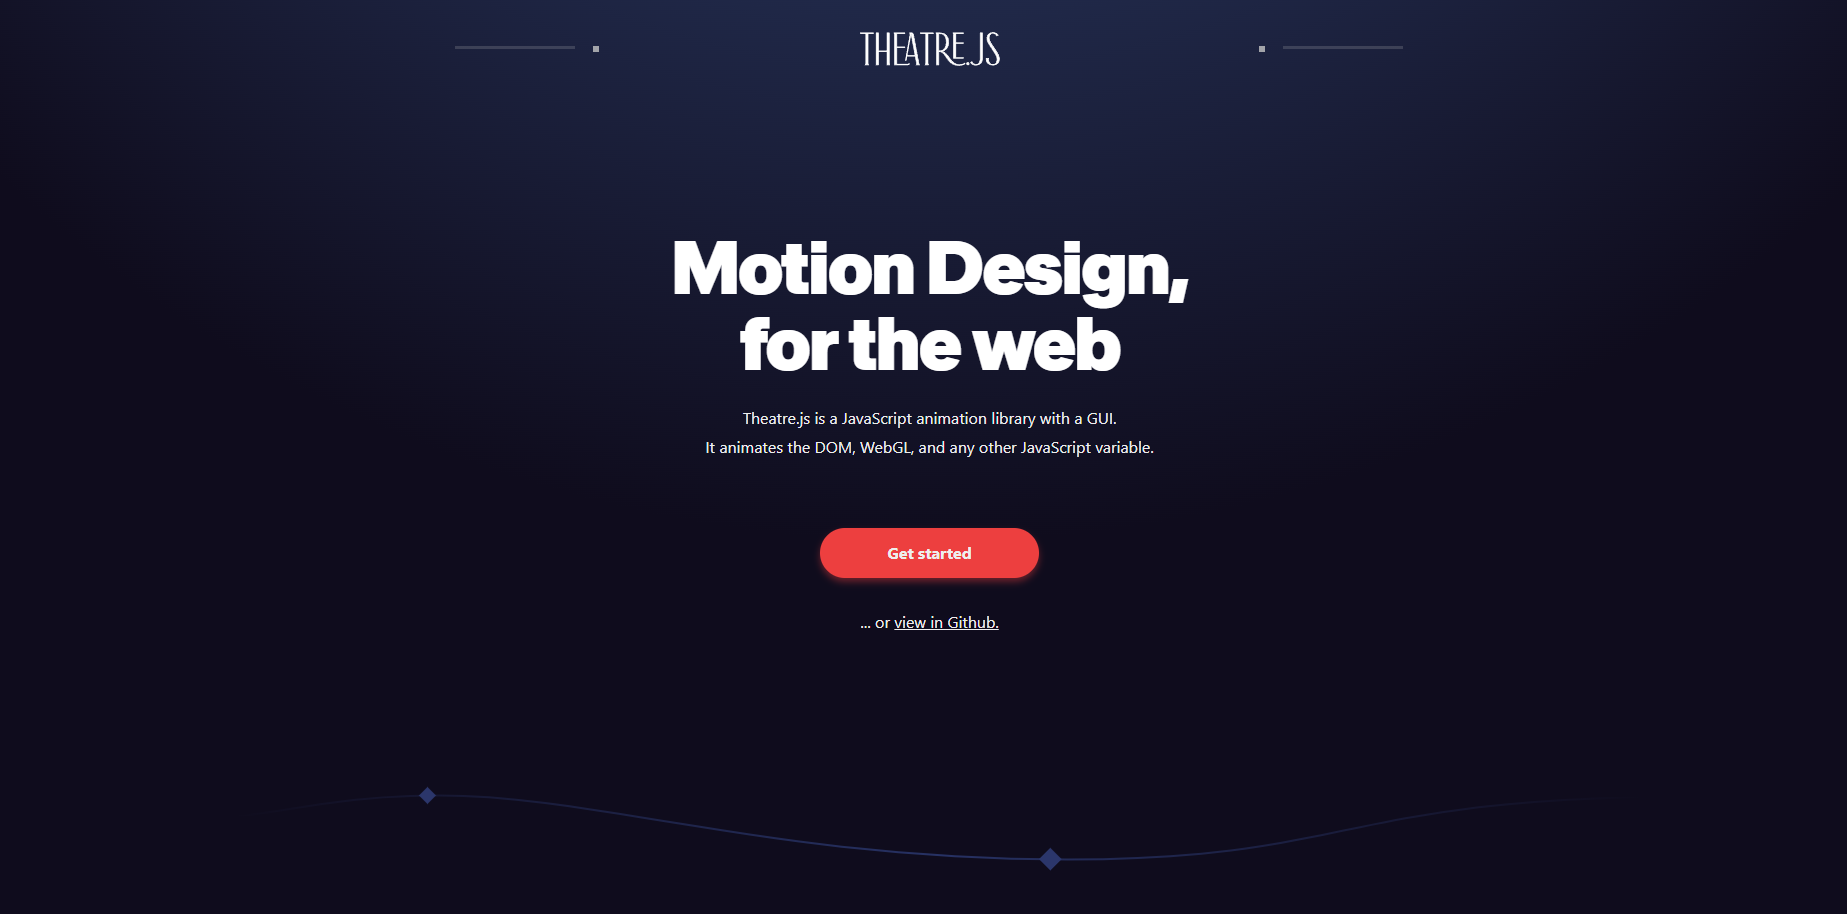 THEATRE.JS
Motion Design,
for the web
Theatre.js is a JavaScript animation library with a GUI.
It animates the DOM, WebGL, and any other JavaScript variable.
Get started
... or view in Github.